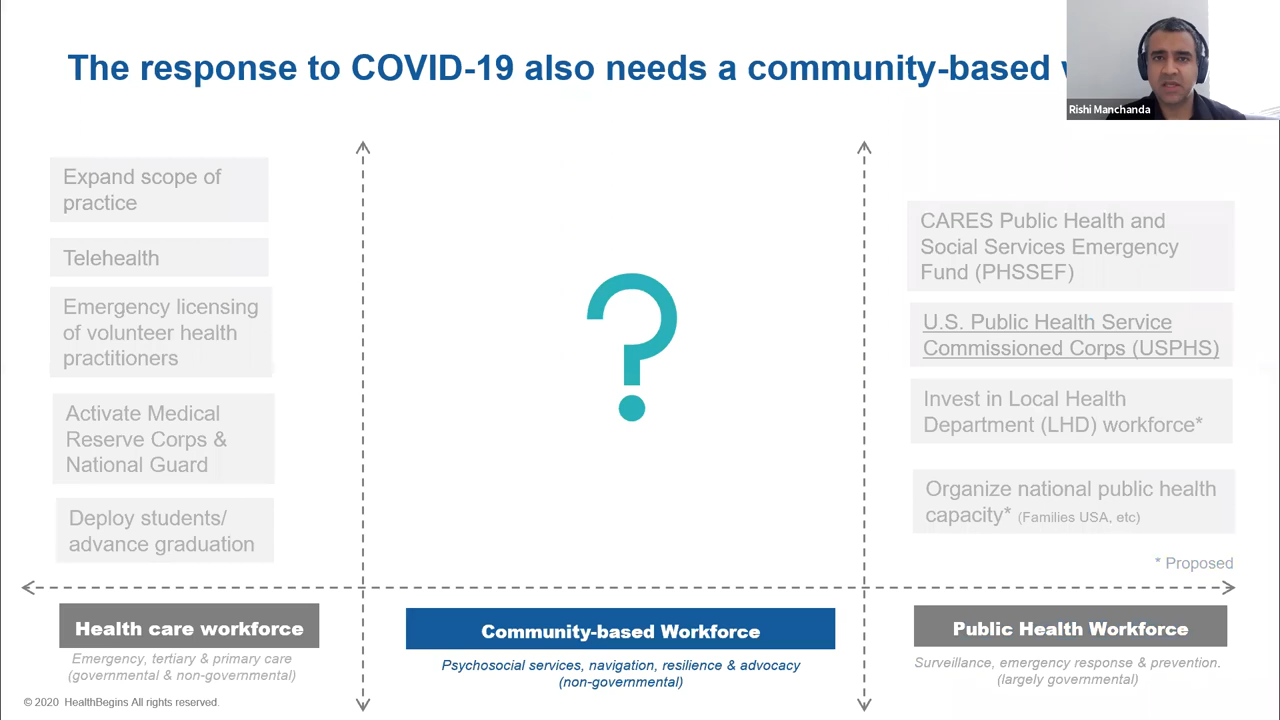 The response to COVID-19 also needs a community-based
Rishi Manchanda
Expand scope of
practice
Telehealth
Emergency licensing
of volunteer health
practitioners
Activate Medical
Reserve Corps &
National Guard
Deploy students/
advance graduation
?
CARES Public Health and
Social Services Emergency
Fund (PHSSEF)
U.S. Public Health Service
Commissioned Corps (USPHS)
Invest in Local Health
Department (LHD) workforce*
Organize national public health
capacity* (Families USA, etc)
* Proposed
Health care workforce
Emergency, tertiary & primary care
(governmental & non-governmental)
Community-based Workforce
Psychosocial services, navigation, resilience & advocacy
(non-governmental)
Public Health Workforce
Surveillance, emergency response & prevention.
(largely governmental)
© 2020 HealthBegins All rights reserved.